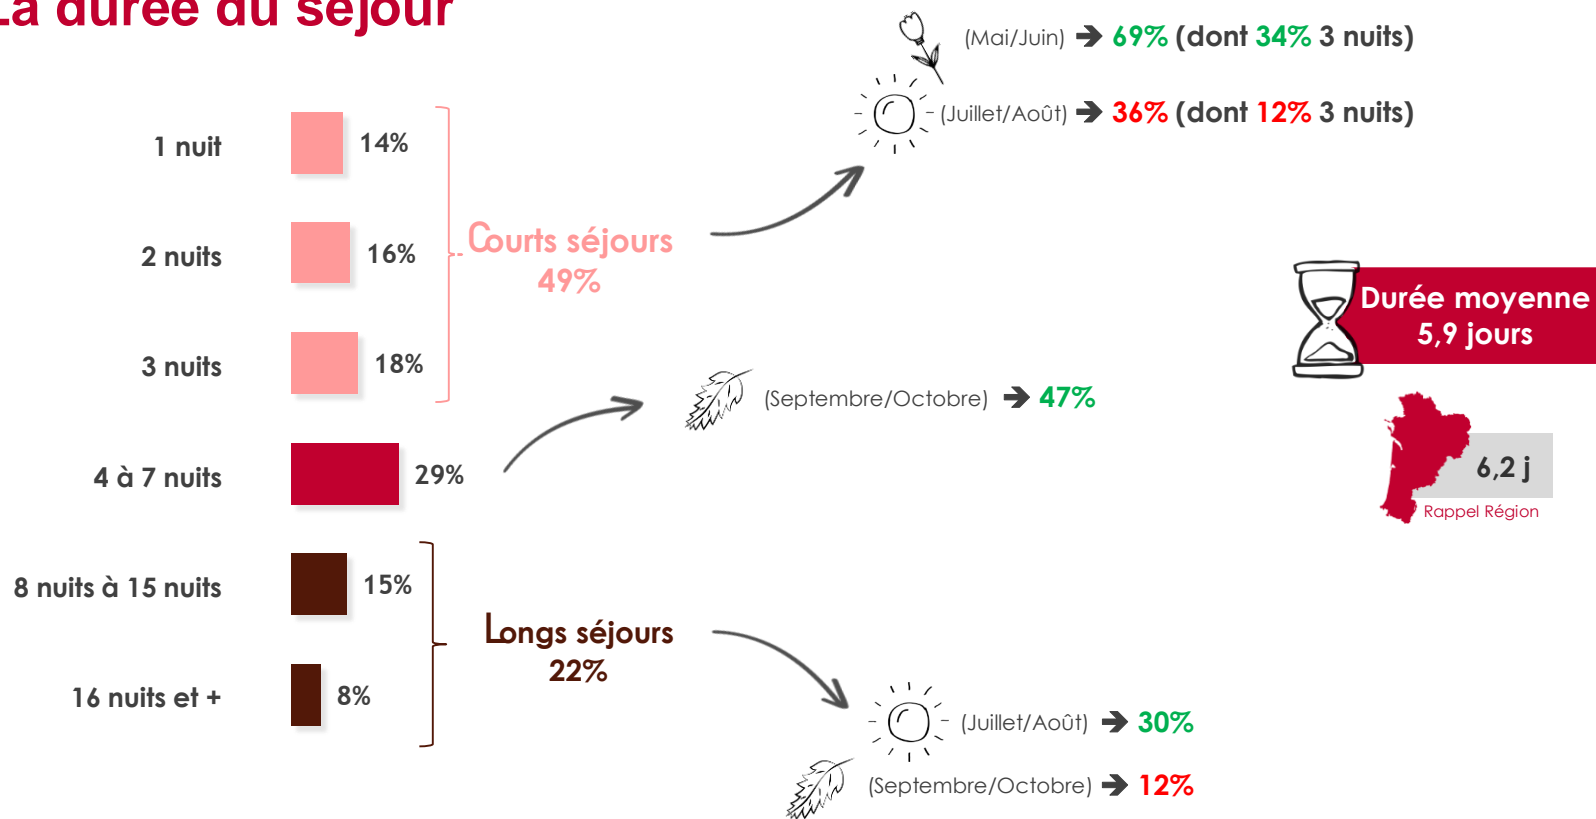 La durée du séjour
(Mai/Juin) ➔ 69% (dont 34% 3 nuits)
(Juillet/Août) ➔ 36% (dont 12% 3 nuits)
1 nuit 14%
2 nuits 16%
3 nuits 18%
Courts séjours
49%
Durée moyenne
5,9 jours
(Septembre/Octobre) ➔ 47%
4 à 7 nuits 29%
6,2 j
Rappel Région
8 nuits à 15 nuits 15%
16 nuits et + 8%
Longs séjours
22%
(Juillet/Août) ➔ 30%
(Septembre/Octobre) ➔ 12%